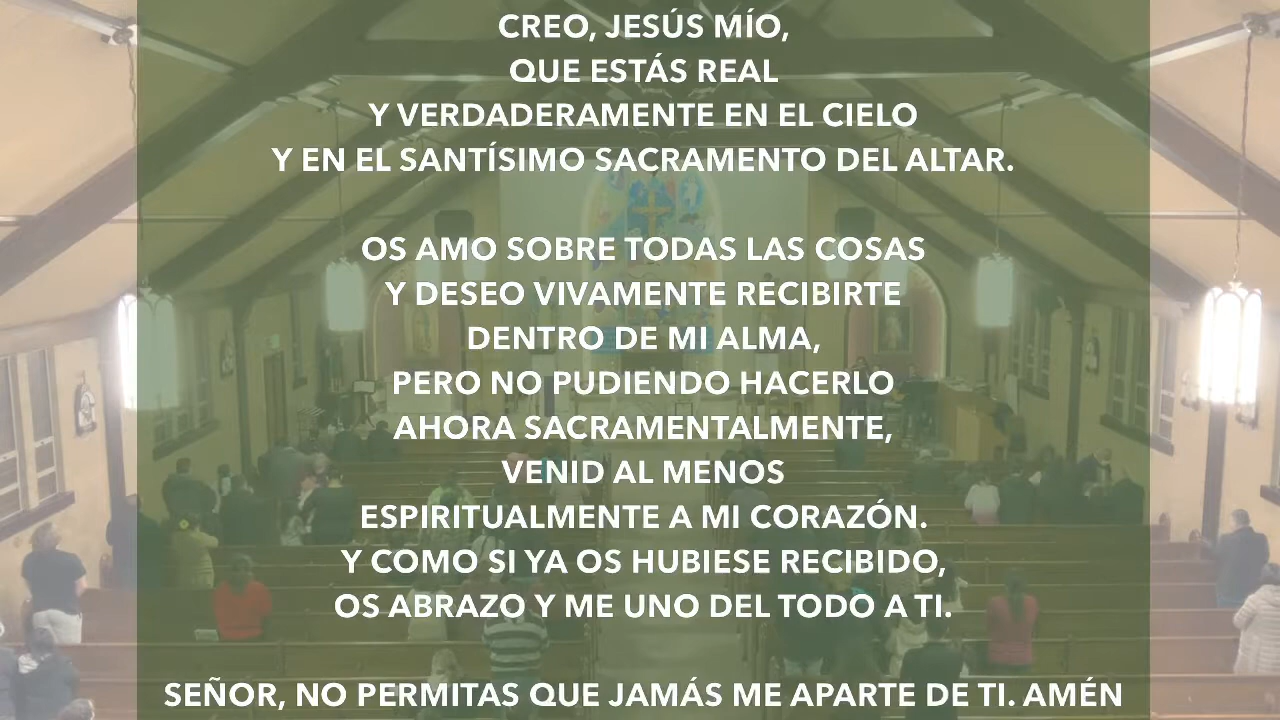 CREO, JESÚS MÍO,
QUE ESTÁS REAL
Y VERDADERAMENTE EN EL CIELO
Y EN EL SANTÍSIMO SACRAMENTO DEL ALTAR.
OS AMO SOBRE TODAS LAS COSAS
Y DESEO VIVAMENTE RECIBIRTE
DENTRO DE MI ALMA,
PERO NO PUDIENDO HACERLO
AHORA SACRAMENTALMENTE,
VENID AL MENOS
ESPIRITUALMENTE A MI CORAZÓN.
Y COMO SI YA OS HUBIESE RECIBIDO,
OS ABRAZO Y ME UNO DEL TODO A TI.
SEÑOR, NO PERMITAS QUE JAMÁS ME APARTE DE TI. AMÉN